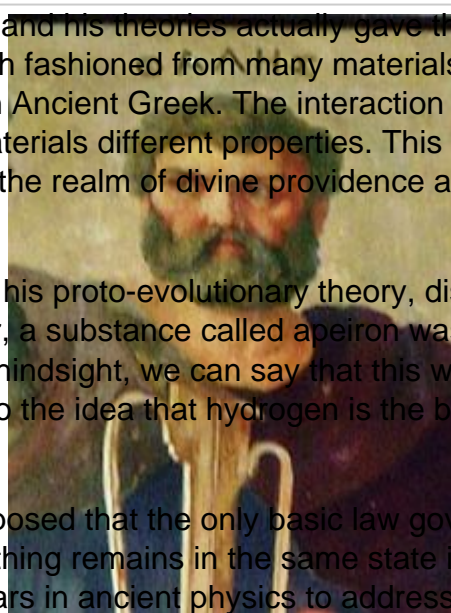 and his theories actually gave th
h fashioned from many materials
n Ancient Greek. The interaction
aterials different properties. This
the realm of divine providence a
his proto-evolutionary theory, dis
, a substance called apeiron wa
hindsight, we can say that this w
o the idea that hydrogen is the b
posed that the only basic law gov
thing remains in the same state i
ars in ancient physics to address